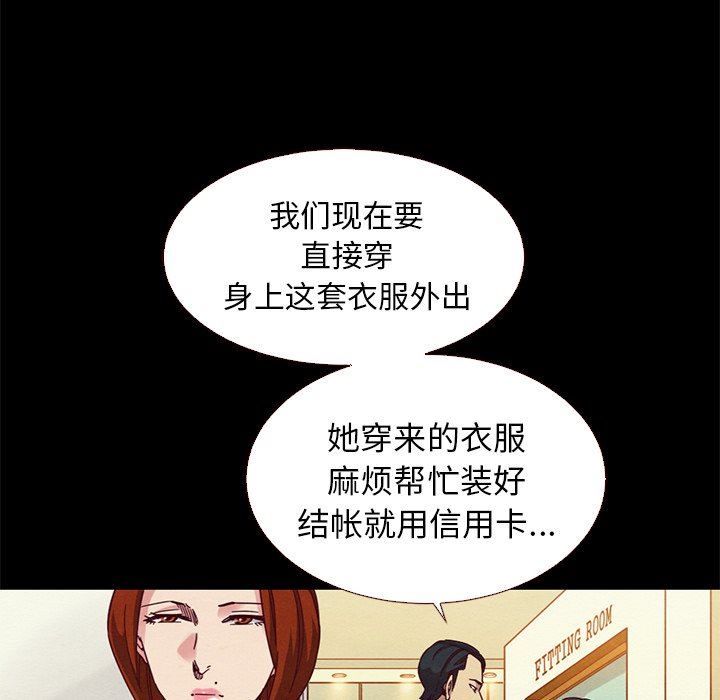 我们现在要
直接穿
身上这套衣服外出
她穿来的衣服
麻烦帮忙装好
结帐就用信用卡...
FITTING ROOM